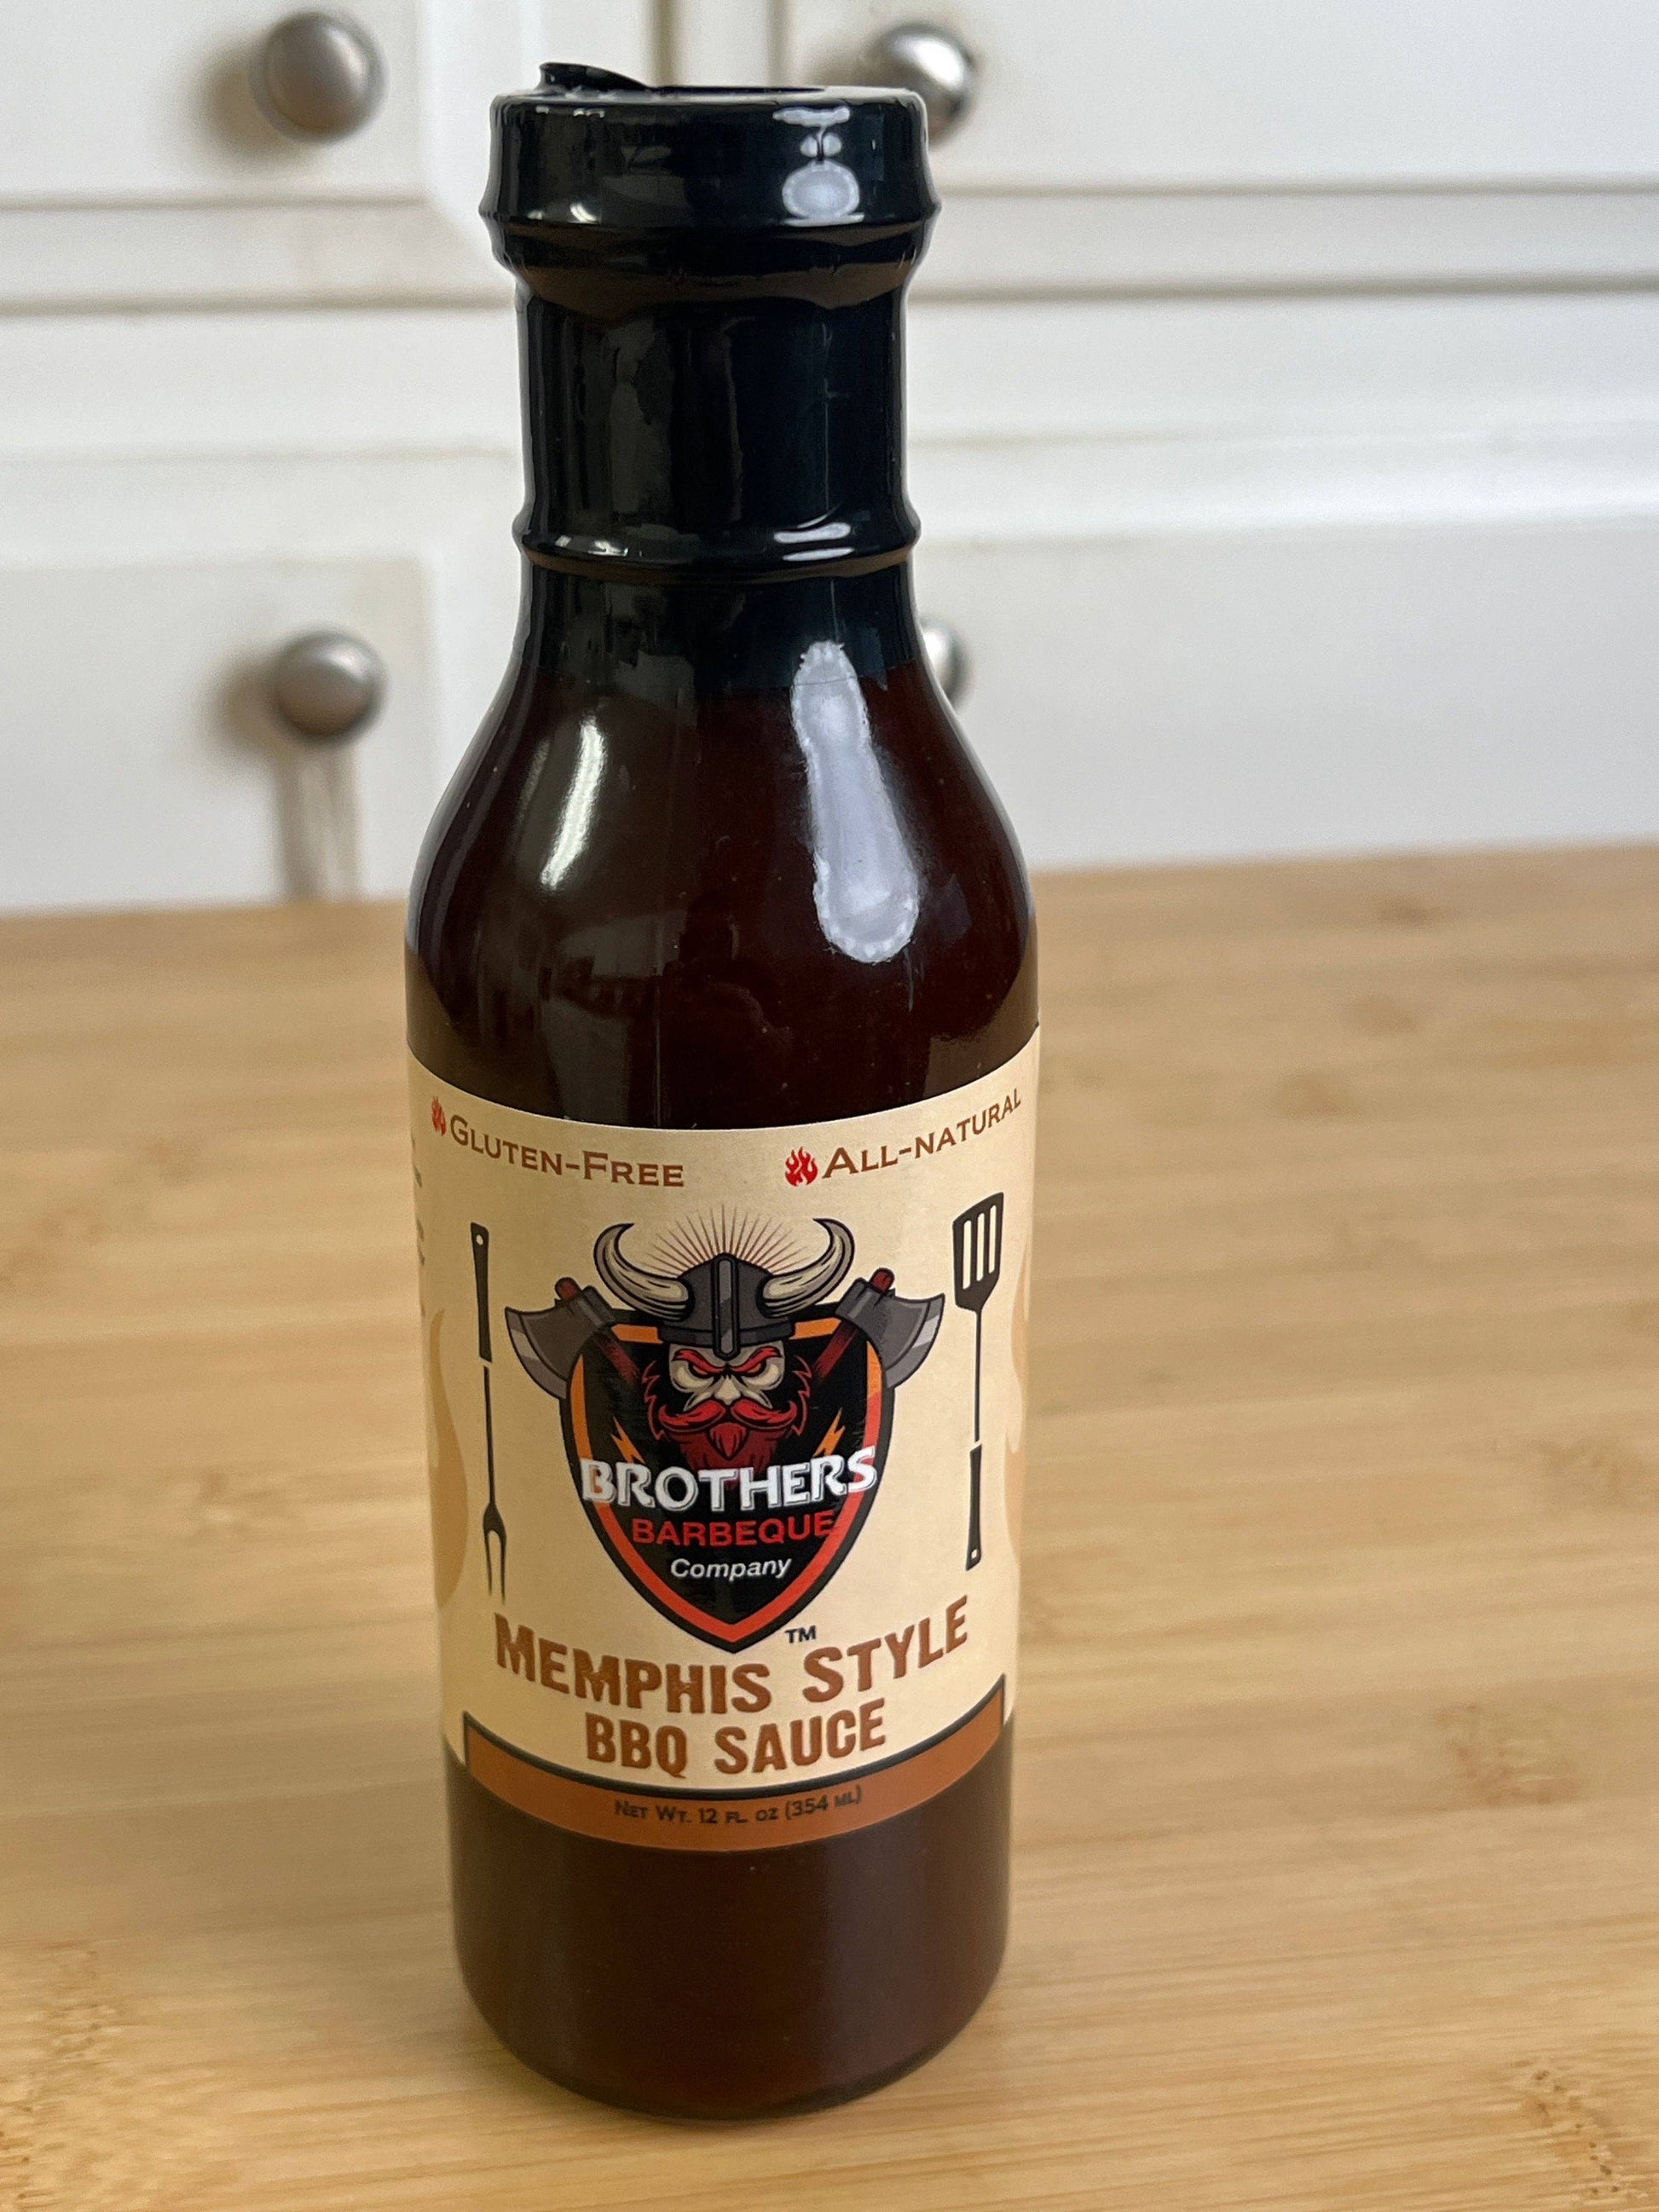 GLUTEN-FREE
ALL-NATURAL
BROTHERS
BARBEQUE
Company
TM
MEMPHIS STYLE
BBQ SAUCE
NET WT. 12 FL. OZ (354 ML)